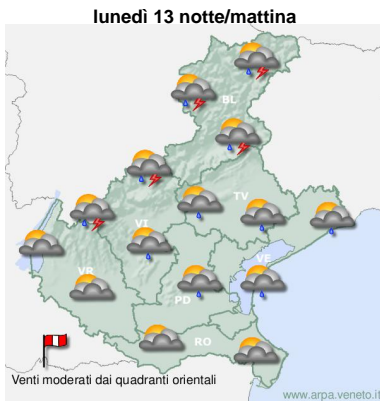 lunedì 13 notte/mattina
BL
TV
VI
VE
VR
PD
RO
Venti moderati dai quadranti orientali
www.arpa.veneto.it